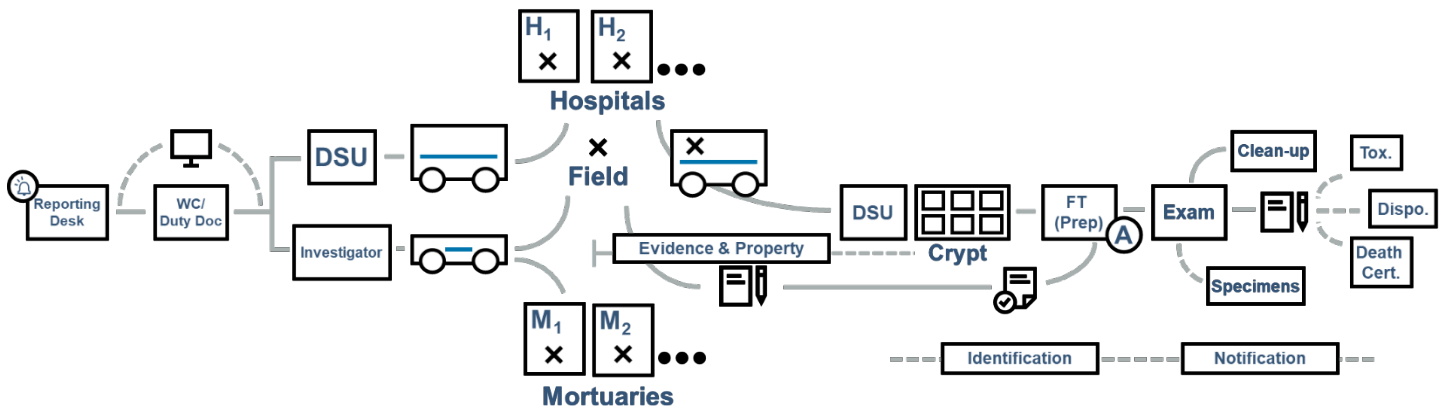 H1
H2
Hospitals
Field
Reporting
Desk
WC/
Duty Doc
DSU
Investigator
M1
M2
Mortuaries
Evidence & Property
DSU
Crypt
FT
(Prep)
A
Exam
Clean-up
Specimens
Tox.
Dispo.
Death
Cert.
Identification
Notification